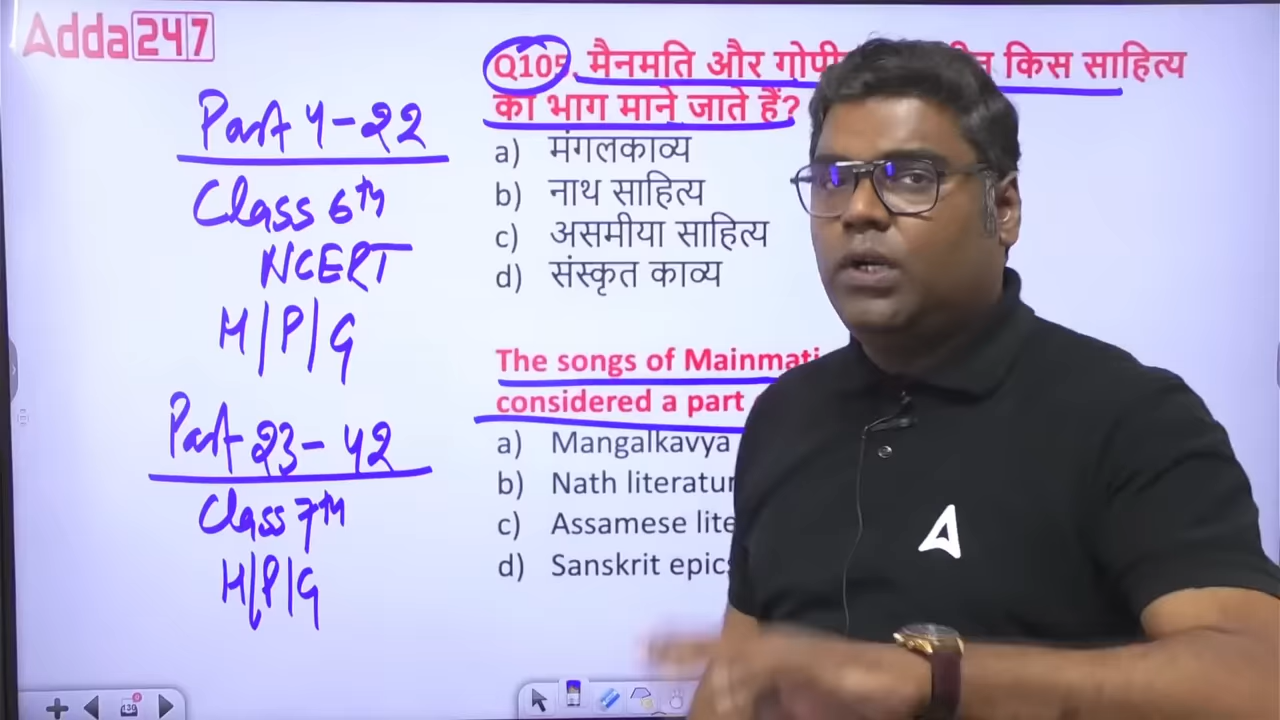 Adda247
Q105. मैनमति और गोपी किस साहित्य
का भाग माने जाते हैं?
a) मंगलकाव्य
b) नाथ साहित्य
c) असमीया साहित्य
d) संस्कृत काव्य
The songs of Mainmati
considered a part
a) Mangalkavya
b) Nath literatur
c) Assamese lite
d) Sanskrit epics
Part 4-22
Class 6th
NCERT
H/P/G
Part 23-42
Class 7th
H/P/G
130